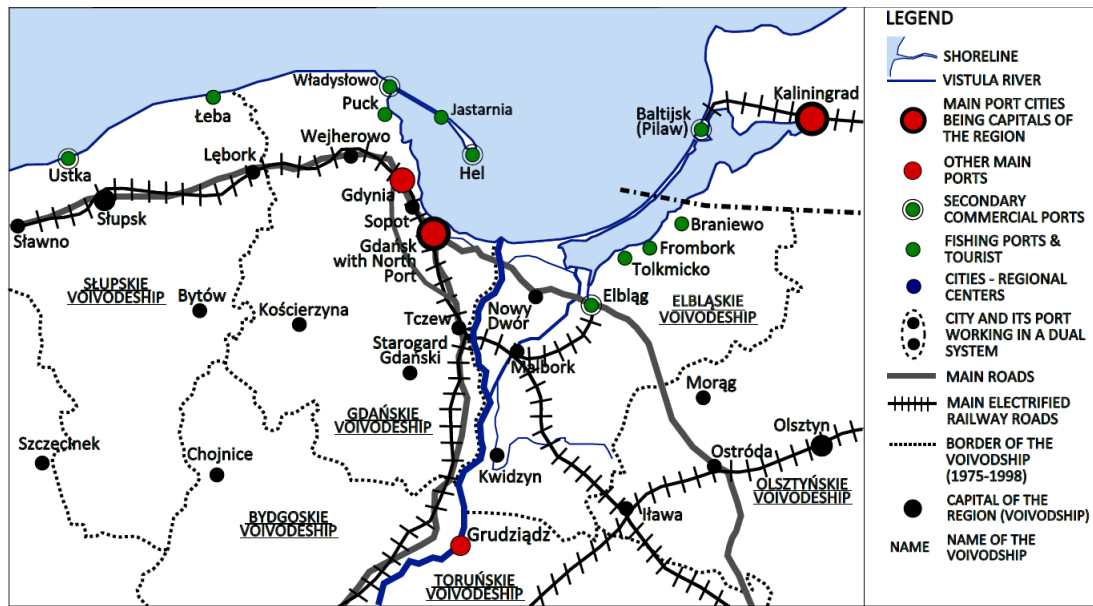 Władysłowo
Łeba
Puck
Jastarnia
Wejherowo
Hel
Lębork
Ustka
Gdynia
Słupsk
Sopot
Sławno
Gdańsk
with North
Port
Baltijsk
(Pilaw)
Kaliningrad
Braniewo
Frombork
Tolkmicko
SŁUPSKIE
VOIVODESHIP
Bytów
Kościerzyna
Nowy
Dwór
Elbląg
ELBLĄSKIE
VOIVODESHIP
Tczew
Starogard
Gdański
Malbork
Morąg
GDAŃSKIE
VOIVODESHIP
Olsztyn
Szczecinek
Chojnice
Kwidzyn
Ostróda
OLSZTYŃSKIE
VOIVODESHIP
BYDGOSKIE
VOIVODESHIP
Iława
Grudziądz
TORUŃSKIE
VOIVODESHIP
LEGEND
SHORELINE
VISTULA RIVER
MAIN PORT CITIES
BEING CAPITALS OF
THE REGION
OTHER MAIN
PORTS
SECONDARY
COMMERCIAL PORTS
FISHING PORTS &
TOURIST
CITIES - REGIONAL
CENTERS
CITY AND ITS PORT
WORKING IN A DUAL
SYSTEM
MAIN ROADS
MAIN ELECTRIFIED
RAILWAY ROADS
BORDER OF THE
VOIVODSHIP
(1975-1998)
CAPITAL OF THE
REGION (VOIVODSHIP)
NAME NAME OF THE
VOIVODSHIP